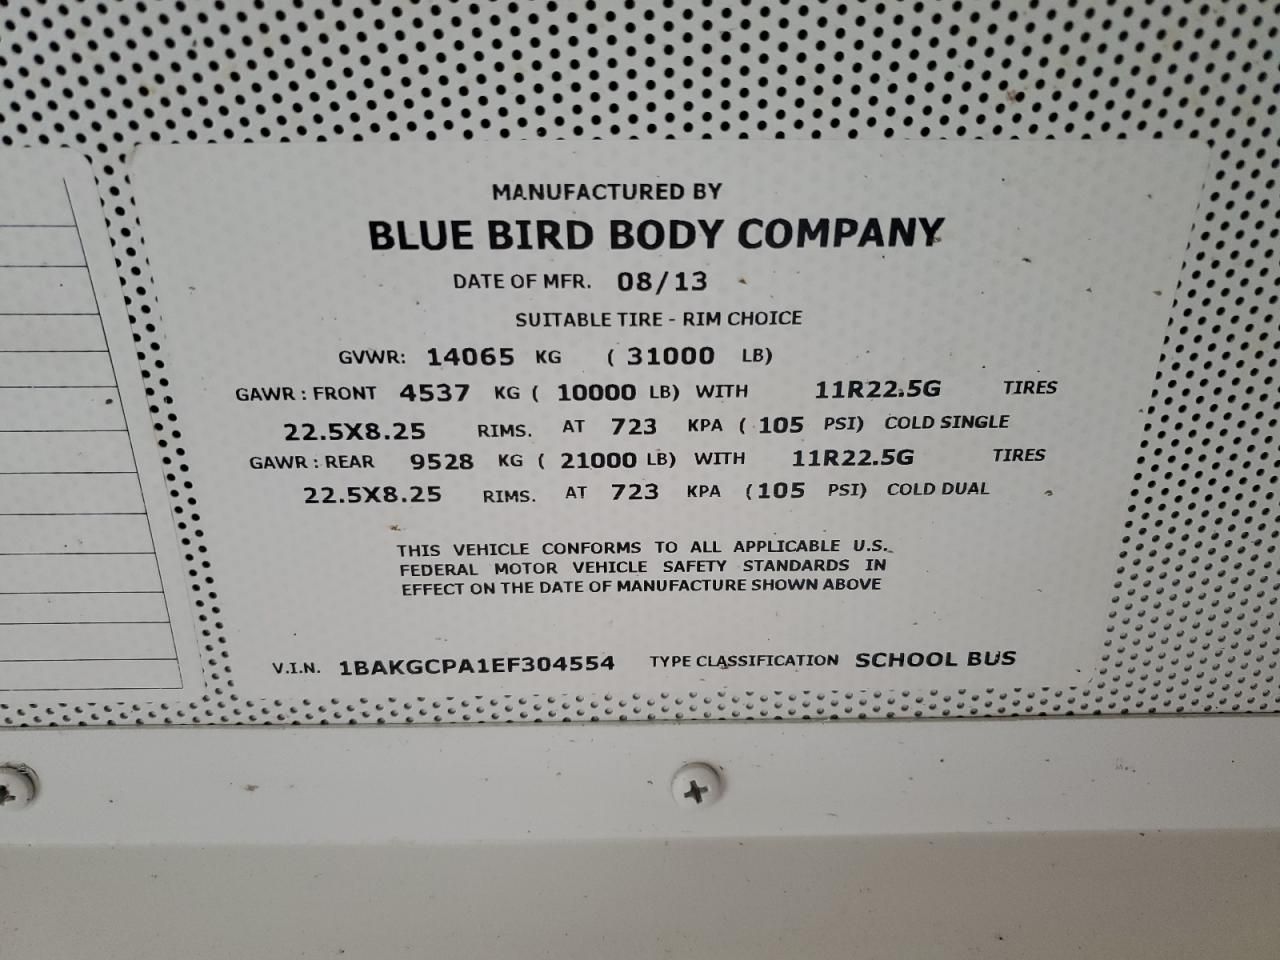 MANUFACTURED BY
BLUE BIRD BODY COMPANY
DATE OF MFR. 08/13
SUITABLE TIRE - RIM CHOICE
GVWR: 14065 KG ( 31000 LB)
GAWR : FRONT 4537 KG ( 10000 LB) WITH 11R22.5G TIRES
22.5X8.25 RIMS. AT 723 KPA ( 105 PSI) COLD SINGLE
GAWR : REAR 9528 KG ( 21000 LB) WITH 11R22.5G TIRES
22.5X8.25 RIMS. AT 723 KPA (105 PSI) COLD DUAL
THIS VEHICLE CONFORMS TO ALL APPLICABLE U.S.
FEDERAL MOTOR VEHICLE SAFETY STANDARDS IN
EFFECT ON THE DATE OF MANUFACTURE SHOWN ABOVE
V.I.N. 1BAKGCPA1EF304554 TYPE CLASSIFICATION SCHOOL BUS